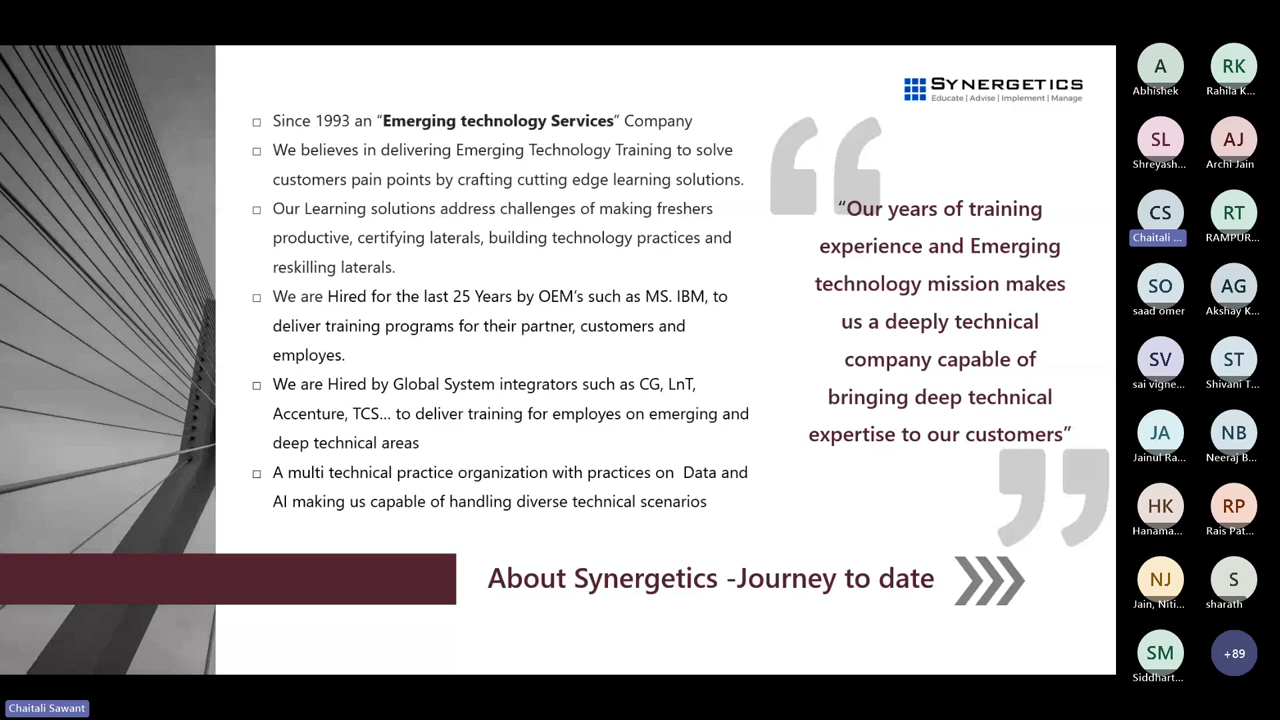 SYNERGETICS
Educate | Advise | Implement | Manage
□ Since 1993 an “Emerging technology Services” Company
□ We believes in delivering Emerging Technology Training to solve
customers pain points by crafting cutting edge learning solutions.
□ Our Learning solutions address challenges of making freshers
productive, certifying laterals, building technology practices and
reskilling laterals.
□ We are Hired for the last 25 Years by OEM’s such as MS. IBM, to
deliver training programs for their partner, customers and
employes.
□ We are Hired by Global System integrators such as CG, LnT,
Accenture, TCS... to deliver training for employes on emerging and
deep technical areas
□ A multi technical practice organization with practices on Data and
AI making us capable of handling diverse technical scenarios
“Our years of training
experience and Emerging
technology mission makes
us a deeply technical
company capable of
bringing deep technical
expertise to our customers”
About Synergetics -Journey to date
A
Abhishek
RK
Rahila K...
SL
Shreyash...
AJ
Archi Jain
CS
Chaitali ...
RT
RAMPUR...
SO
saad omer
AG
Akshay K...
SV
sai vigne...
ST
Shivani T...
JA
Jainul Ra...
NB
Neeraj B...
HK
Hanama...
RP
Rais Pat...
NJ
Jain, Niti...
S
sharath
SM
Siddhart...
+89
Chaitali Sawant